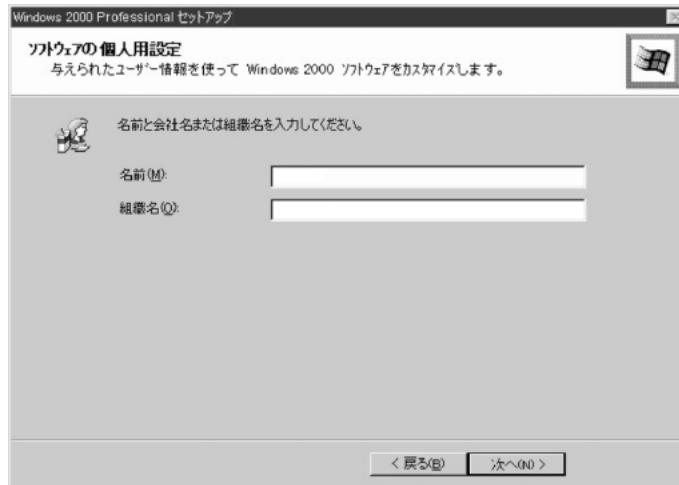 Windows 2000 Professional セットアップ
ソフトウェアの個人用設定
与えられたユーザー情報を使って Windows 2000 ソフトウェアをカスタマイズします。
名前と会社名または組織名を入力してください。
名前(M):
組織名(O):
< 戻る(B)
次へ(N) >